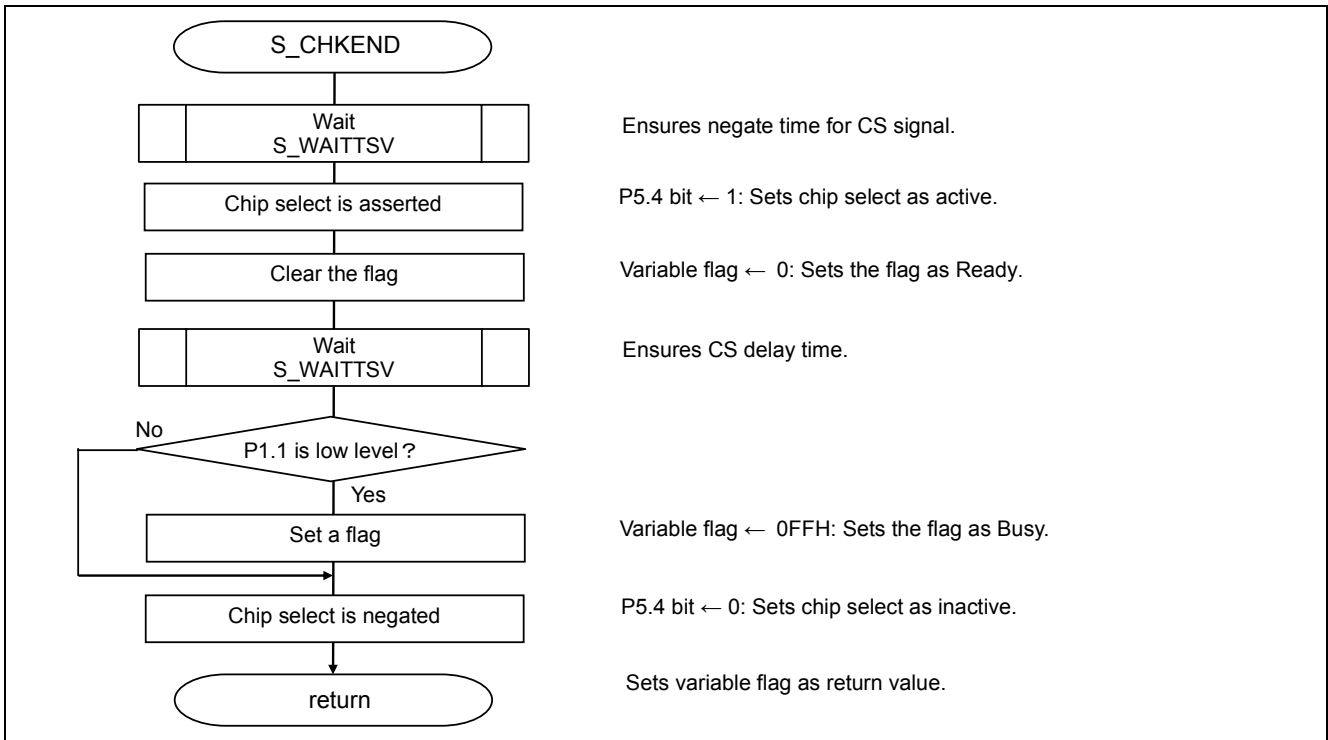 S_CHKEND
Wait
S_WAITTSV
Ensures negate time for CS signal.
Chip select is asserted
P5.4 bit ← 1: Sets chip select as active.
Clear the flag
Variable flag ← 0: Sets the flag as Ready.
Wait
S_WAITTSV
Ensures CS delay time.
No
P1.1 is low level？
Yes
Set a flag
Variable flag ← 0FFH: Sets the flag as Busy.
Chip select is negated
P5.4 bit ← 0: Sets chip select as inactive.
return
Sets variable flag as return value.